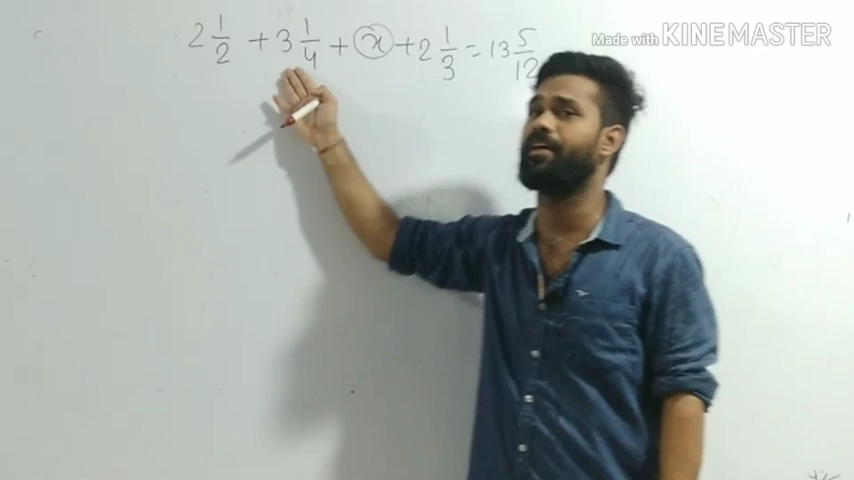 Made with KINEMASTER
2 1/2 + 3 1/4 + x + 2 1/3 = 13 5/12